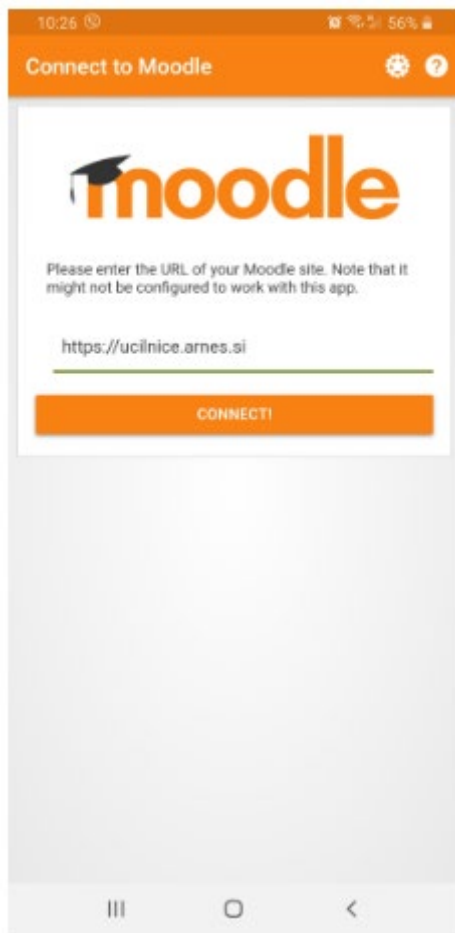 10:26 56%
Connect to Moodle
moodle
Please enter the URL of your Moodle site. Note that it
might not be configured to work with this app.
https://ucilnice.arnes.si
CONNECT!